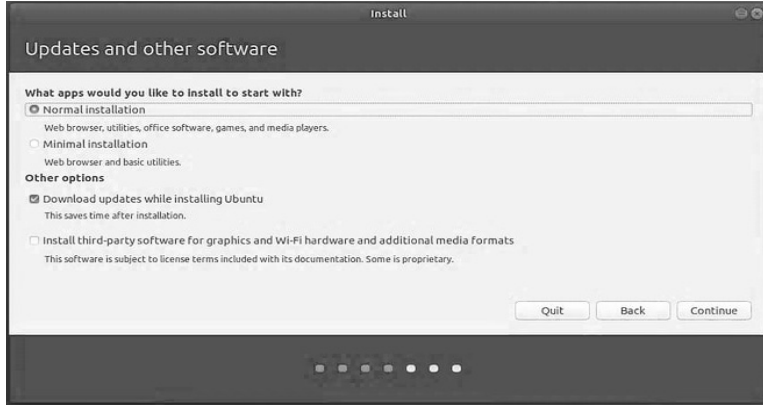 Install
Updates and other software
What apps would you like to install to start with?
Normal installation
Web browser, utilities, office software, games, and media players.
Minimal installation
Web browser and basic utilities.
Other options
Download updates while installing Ubuntu
This saves time after installation.
Install third-party software for graphics and Wi-Fi hardware and additional media formats
This software is subject to license terms included with its documentation. Some is proprietary.
Quit Back Continue